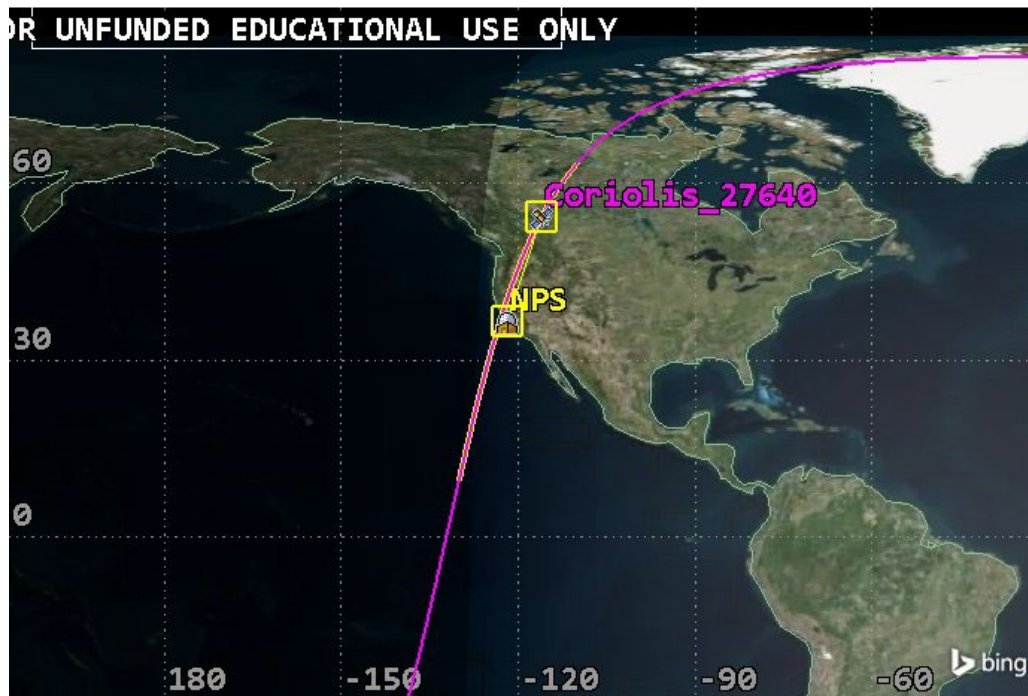 OR UNFUNDED EDUCATIONAL USE ONLY
60
Coriolis_27640
NPS
30
0
180 -150 -120 -90 -60
bing